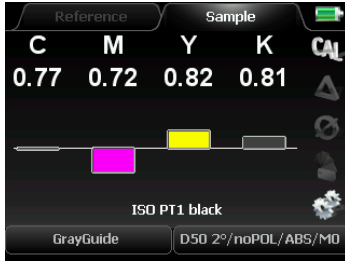 Reference Sample
C M Y K CAL
0.77 0.72 0.82 0.81
ISO PT1 black
GrayGuide D50 2°/noPOL/ABS/M0